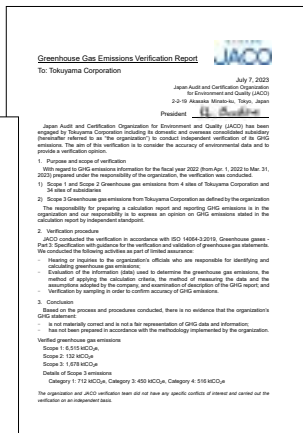 JACO
Greenhouse Gas Emissions Verification Report
To: Tokuyama Corporation
July 7, 2023
Japan Audit and Certification Organization
for Environment and Quality (JACO)
2-2-19 Akasaka Minato-ku, Tokyo, Japan
President
Japan Audit and Certification Organization for Environment and Quality (JACO) has been
engaged by Tokuyama Corporation including its domestic and overseas consolidated subsidiary
(hereinafter referred to as "the organization") to conduct independent verification of its GHG
emissions. The aim of this verification is to consider the accuracy of environmental data and to
provide a verification opinion.
1. Purpose and scope of verification
With regard to GHG emissions information for the fiscal year 2022 (from Apr. 1, 2022 to Mar. 31,
2023) prepared under the responsibility of the organization, the verification was conducted.
1) Scope 1 and Scope 2 Greenhouse gas emissions from 4 sites of Tokuyama Corporation and
34 sites of subsidiaries
2) Scope 3 Greenhouse gas emissions from Tokuyama Corporation as defined by the organization
The responsibility for preparing a calculation report and reporting GHG emissions is in the
organization and our responsibility is to express an opinion on GHG emissions stated in the
calculation report by independent standpoint.
2. Verification procedure
JACO conducted the verification in accordance with ISO 14064-3:2019, Greenhouse gases -
Part 3: Specification with guidance for the verification and validation of greenhouse gas statements.
We conducted the following activities as part of limited assurance:
- Hearing or inquiries to the organization's officials who are responsible for identifying and
calculating greenhouse gas emissions;
- Evaluation of the information (data) used to determine the greenhouse gas emissions, the
method of applying the calculation criteria, the method of measuring the data and the
assumptions adopted by the company, and examination of description of the GHG report; and
- Verification by sampling in order to confirm accuracy of GHG emissions.
3. Conclusion
Based on the process and procedures conducted, there is no evidence that the organization's
GHG statement:
- is not materially correct and is not a fair representation of GHG data and information;
- has not been prepared in accordance with the methodology implemented by the organization.
Verified greenhouse gas emissions
Scope 1: 6,515 ktCO₂e
Scope 2: 132 ktCO₂e
Scope 3: 1,678 ktCO₂e
Details of Scope 3 emissions
Category 1: 712 ktCO₂e, Category 3: 450 ktCO₂e, Category 4: 516 ktCO₂e
The organization and JACO verification team did not have any specific conflicts of interest and carried out the
verification on an independent basis.